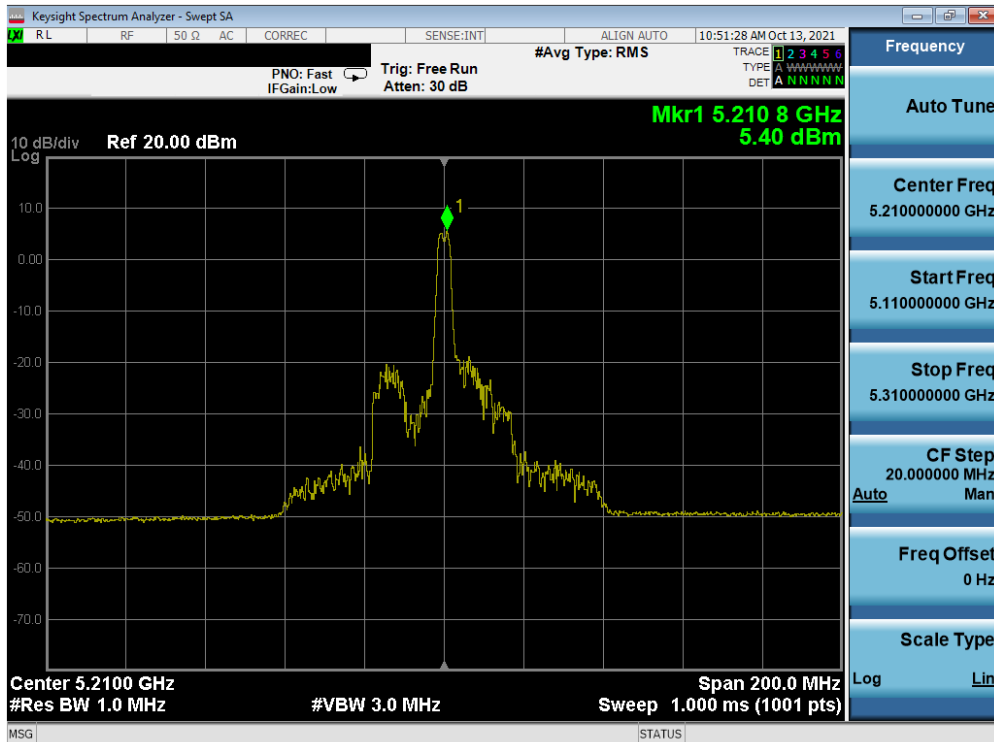 Keysight Spectrum Analyzer - Swept SA
LXI RL RF 50 Ω AC CORREC SENSE:INT ALIGN AUTO 10:51:28 AM Oct 13, 2021
PNO: Fast
IFGain:Low
Trig: Free Run
Atten: 30 dB
#Avg Type: RMS
TRACE 1 2 3 4 5 6
TYPE A WWWWW
DET A N N N N N
Mkr1 5.210 8 GHz
5.40 dBm
10 dB/div Ref 20.00 dBm
Log
1
10.0
0.00
-10.0
-20.0
-30.0
-40.0
-50.0
-60.0
-70.0
Center 5.2100 GHz Span 200.0 MHz
#Res BW 1.0 MHz #VBW 3.0 MHz Sweep 1.000 ms (1001 pts)
MSG STATUS
Frequency
Auto Tune
Center Freq
5.210000000 GHz
Start Freq
5.110000000 GHz
Stop Freq
5.310000000 GHz
CF Step
20.000000 MHz
Auto Man
Freq Offset
0 Hz
Scale Type
Log Lin